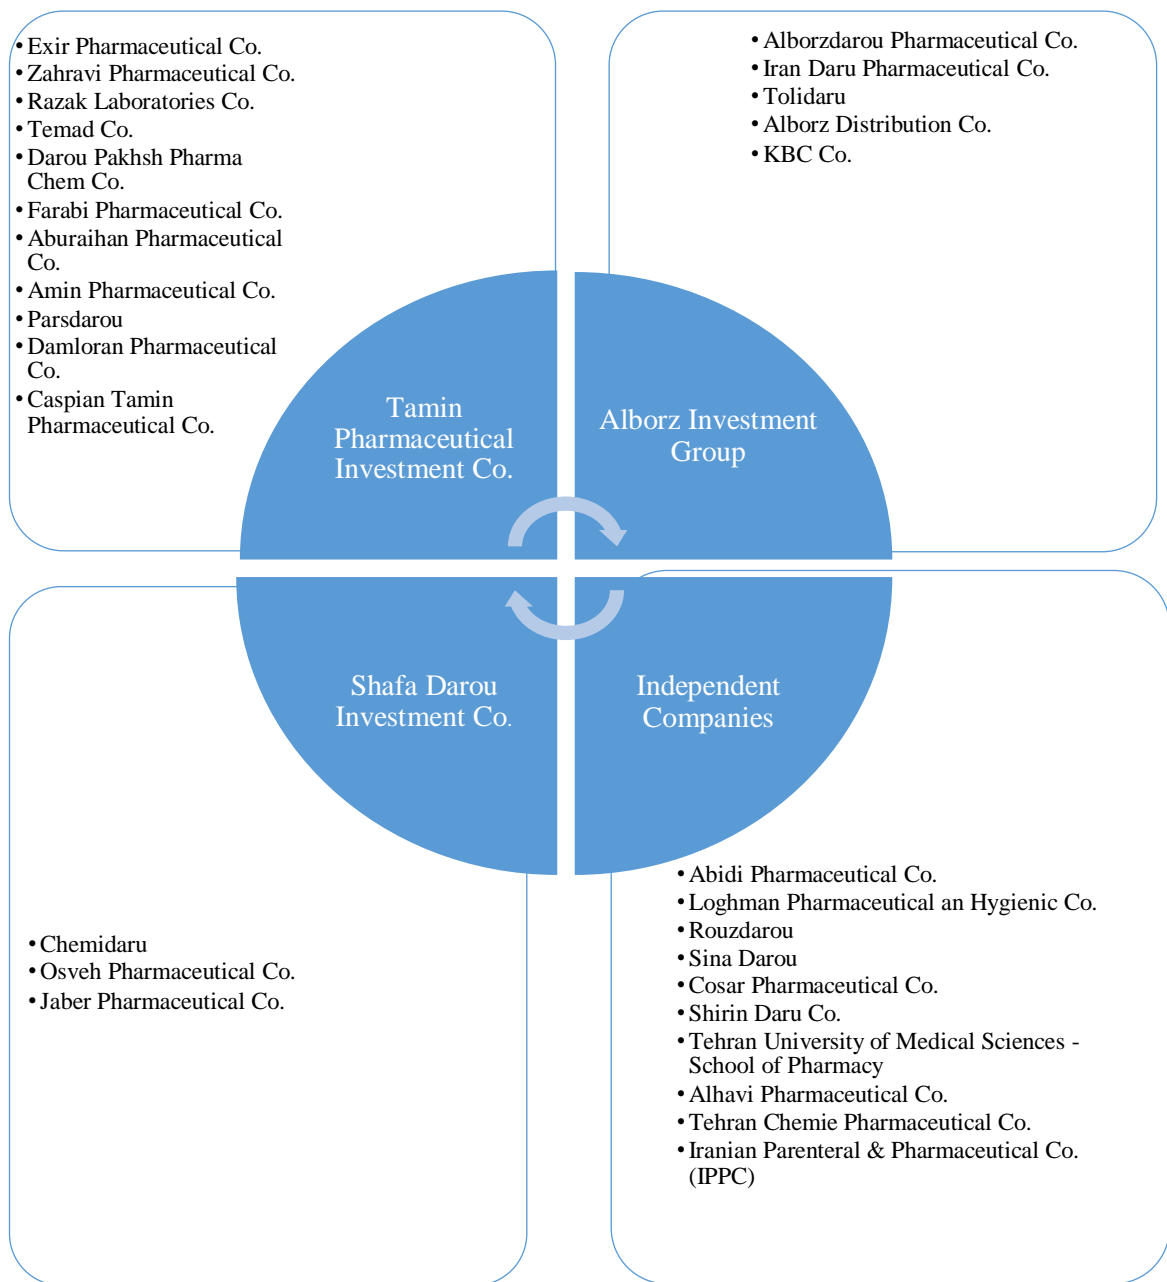 • Exir Pharmaceutical Co.
• Zahravi Pharmaceutical Co.
• Razak Laboratories Co.
• Temad Co.
• Darou Pakhsh Pharma
Chem Co.
• Farabi Pharmaceutical Co.
• Aburaihan Pharmaceutical
Co.
• Amin Pharmaceutical Co.
• Parsdarou
• Damloran Pharmaceutical
Co.
• Caspian Tamin
Pharmaceutical Co.
• Alborzdarou Pharmaceutical Co.
• Iran Daru Pharmaceutical Co.
• Tolidaru
• Alborz Distribution Co.
• KBC Co.
Tamin
Pharmaceutical
Investment Co.
Alborz Investment
Group
Shafa Darou
Investment Co.
Independent
Companies
• Chemidaru
• Osveh Pharmaceutical Co.
• Jaber Pharmaceutical Co.
• Abidi Pharmaceutical Co.
• Loghman Pharmaceutical an Hygienic Co.
• Rouzdarou
• Sina Darou
• Cosar Pharmaceutical Co.
• Shirin Daru Co.
• Tehran University of Medical Sciences -
School of Pharmacy
• Alhavi Pharmaceutical Co.
• Tehran Chemie Pharmaceutical Co.
• Iranian Parenteral & Pharmaceutical Co.
(IPPC)